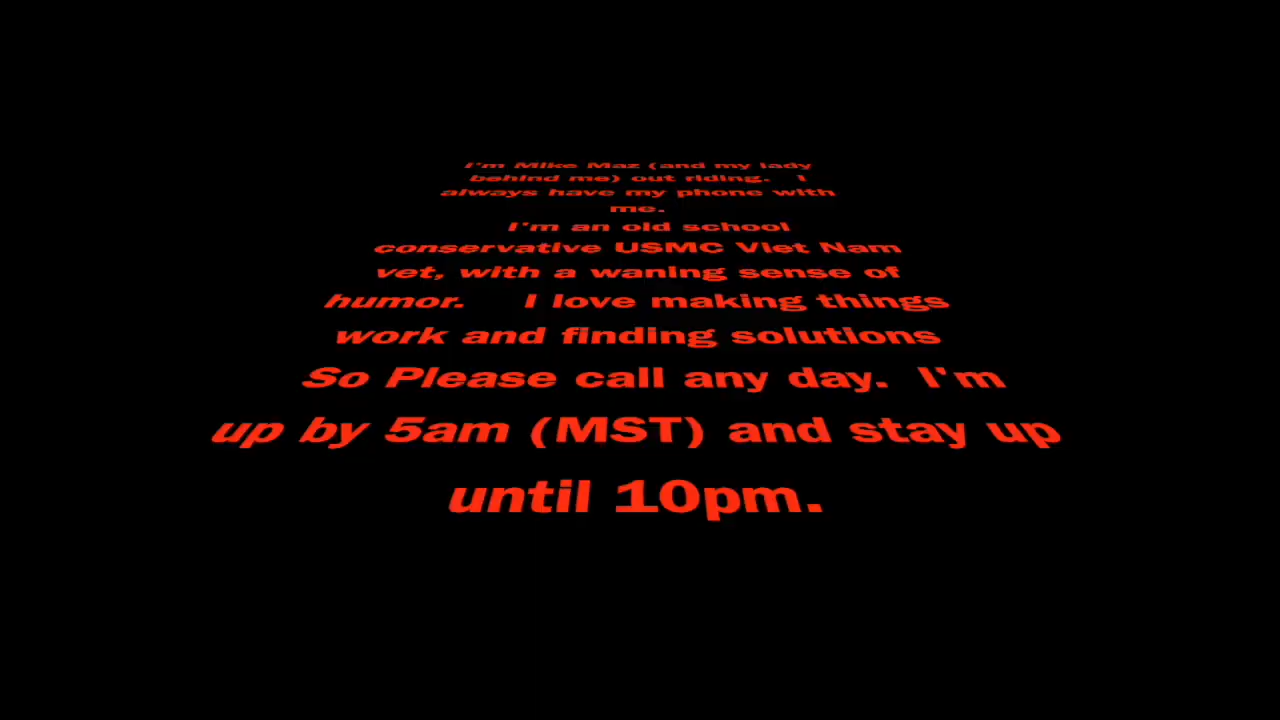 I'm Mike Maz (and my lady
behind me) out riding. I
always have my phone with
me.
I'm an old school
conservative USMC Viet Nam
vet, with a waning sense of
humor. I love making things
work and finding solutions
So Please call any day. I'm
up by 5am (MST) and stay up
until 10pm.